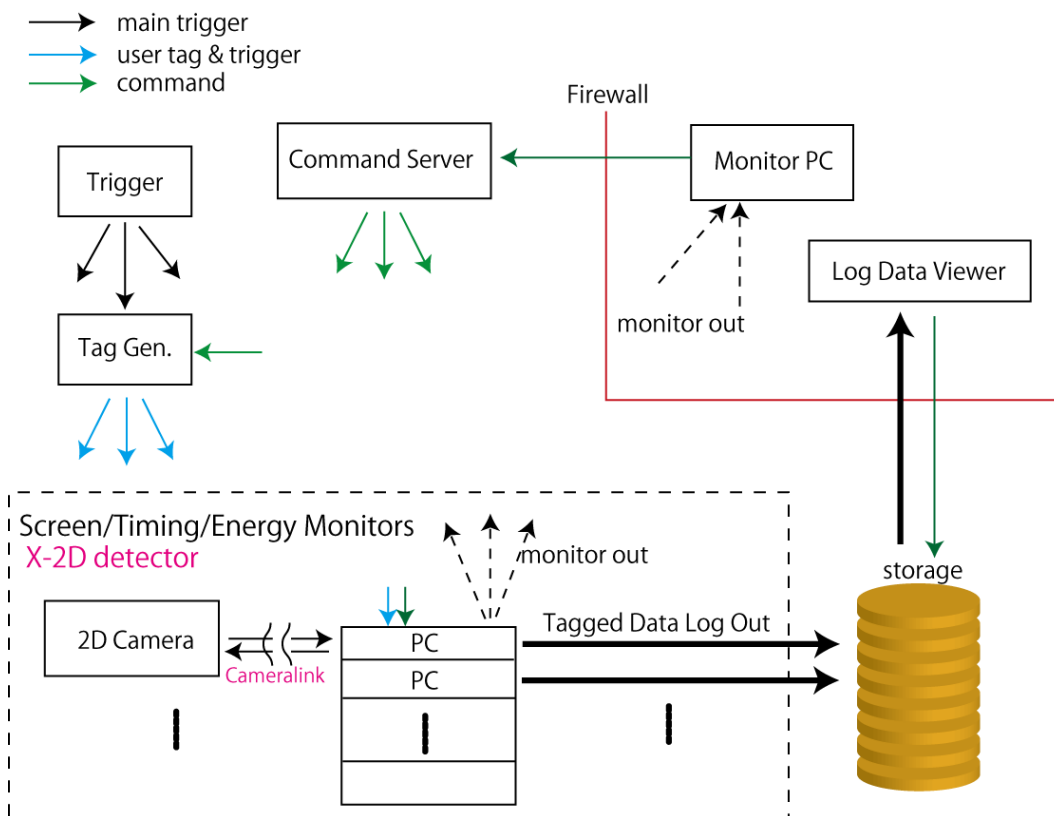 main trigger
user tag & trigger
command
Firewall
Command Server
Monitor PC
Trigger
Log Data Viewer
monitor out
Tag Gen.
Screen/Timing/Energy Monitors
X-2D detector
monitor out
storage
2D Camera
Cameralink
PC
PC
Tagged Data Log Out